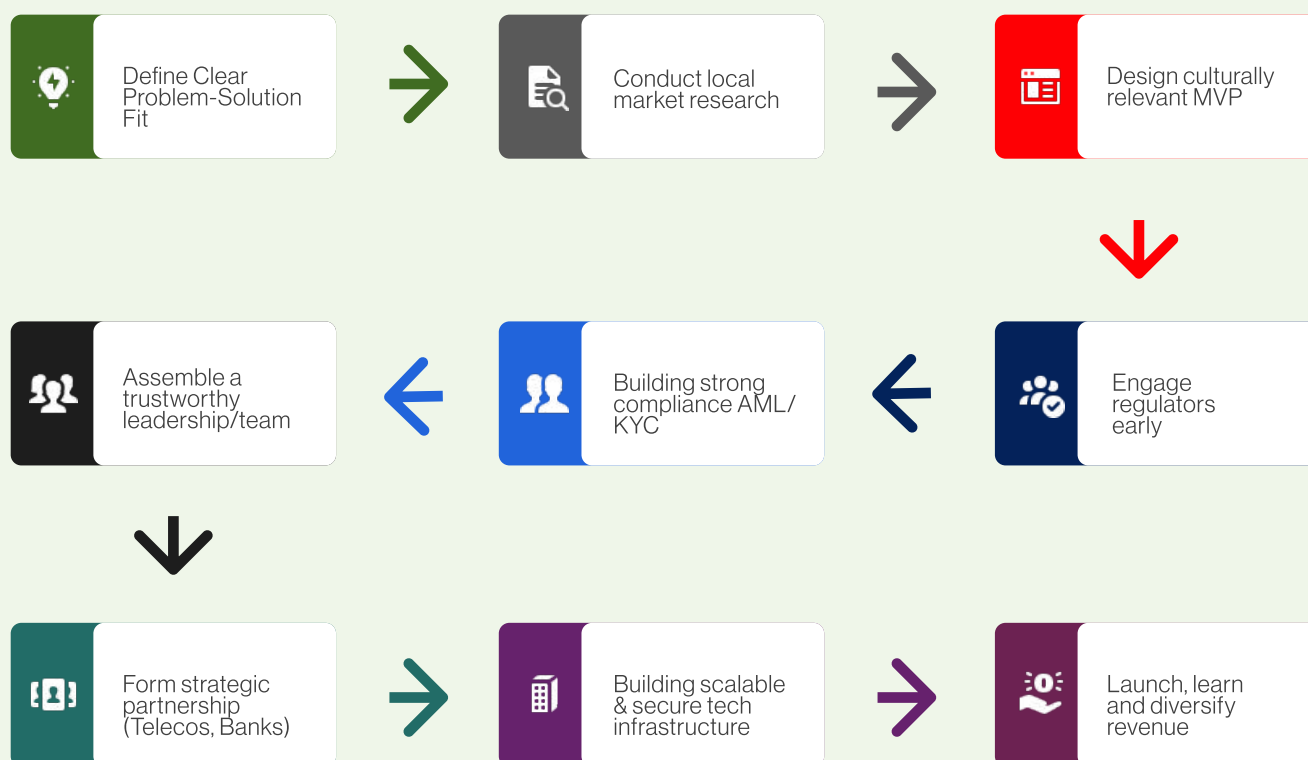 Define Clear
Problem-Solution
Fit
Conduct local
market research
Design culturally
relevant MVP
Engage
regulators
early
Building strong
compliance AML/
KYC
Assemble a
trustworthy
leadership/team
Form strategic
partnership
(Telecos, Banks)
Building scalable
& secure tech
infrastructure
Launch, learn
and diversify
revenue